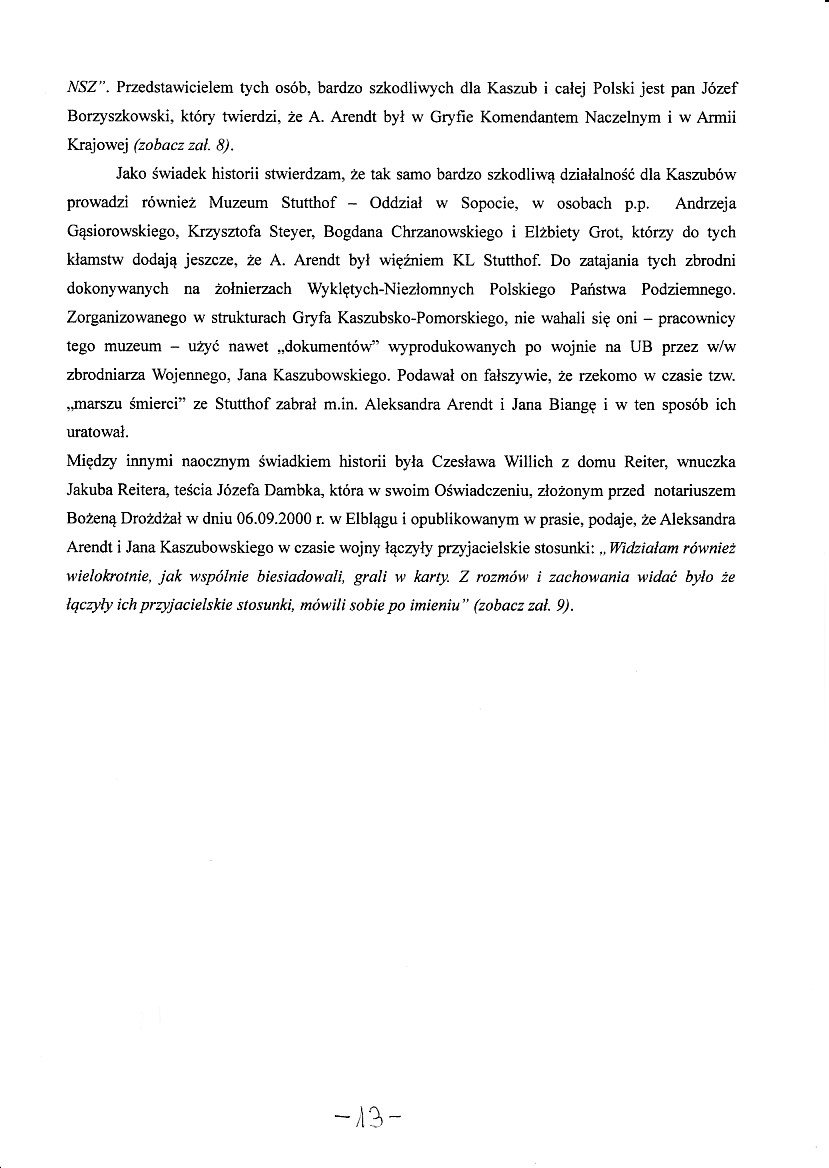 NSZ”. Przedstawicielem tych osób, bardzo szkodliwych dla Kaszub i całej Polski jest pan Józef
Borzyszkowski, który twierdzi, że A. Arendt był w Gryfie Komendantem Naczelnym i w Armii
Krajowej (zobacz zał. 8).
Jako świadek historii stwierdzam, że tak samo bardzo szkodliwą działalność dla Kaszubów
prowadzi również Muzeum Stutthof – Oddział w Sopocie, w osobach p.p. Andrzeja
Gąsiorowskiego, Krzysztofa Steyer, Bogdana Chrzanowskiego i Elżbiety Grot, którzy do tych
kłamstw dodają jeszcze, że A. Arendt był więźniem KL Stutthof. Do zatajania tych zbrodni
dokonywanych na żołnierzach Wyklętych-Niezłomnych Polskiego Państwa Podziemnego.
Zorganizowanego w strukturach Gryfa Kaszubsko-Pomorskiego, nie wahali się oni – pracownicy
tego muzeum – użyć nawet „dokumentów” wyprodukowanych po wojnie na UB przez w/w
zbrodniarza Wojennego, Jana Kaszubowskiego. Podawał on fałszywie, że rzekomo w czasie tzw.
„marszu śmierci” ze Stutthof zabrał m.in. Aleksandra Arendt i Jana Biangę i w ten sposób ich
uratował.
Między innymi naocznym świadkiem historii była Czesława Willich z domu Reiter, wnuczka
Jakuba Reitera, teścia Józefa Dambka, która w swoim Oświadczeniu, złożonym przed notariuszem
Bożeną Drożdżał w dniu 06.09.2000 r. w Elblągu i opublikowanym w prasie, podaje, że Aleksandra
Arendt i Jana Kaszubowskiego w czasie wojny łączyły przyjacielskie stosunki: „Widziałam również
wielokrotnie, jak wspólnie biesiadowali, grali w karty. Z rozmów i zachowania widać było że
łączyły ich przyjacielskie stosunki, mówili sobie po imieniu” (zobacz zał. 9).
-13-